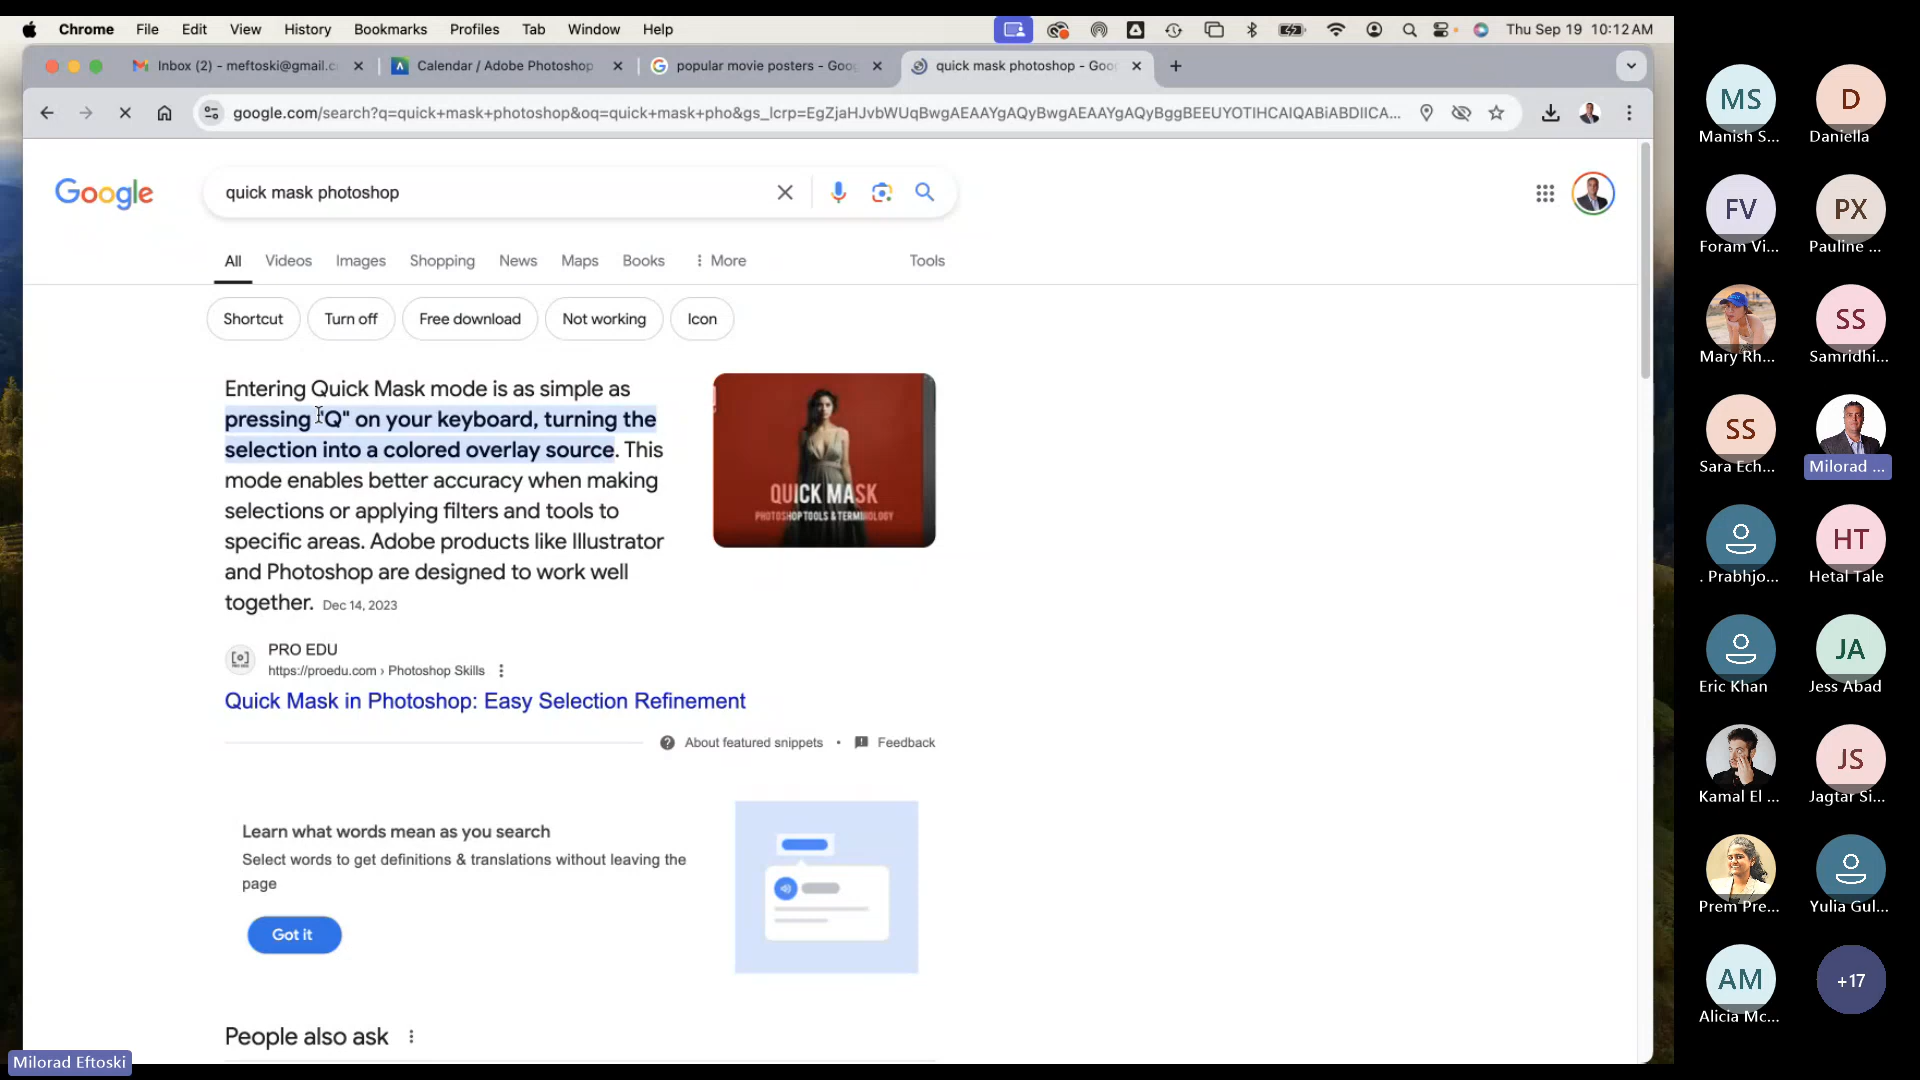 Chrome File Edit View History Bookmarks Profiles Tab Window Help Thu Sep 19 10:12 AM
Inbox (2) - meftoski@gmail.c Calendar / Adobe Photoshop popular movie posters - Goo quick mask photoshop - Goo
google.com/search?q=quick+mask+photoshop&oq=quick+mask+pho&gs_lcrp=EgZjaHJvbWUqBwgAEAAYgAQyBwgAEAAYgAQyBggBEEUYOTIHCAIQABiABDIICA...
Google
quick mask photoshop
All Videos Images Shopping News Maps Books More Tools
Shortcut Turn off Free download Not working Icon
Entering Quick Mask mode is as simple as
pressing "Q" on your keyboard, turning the
selection into a colored overlay source. This
mode enables better accuracy when making
selections or applying filters and tools to
specific areas. Adobe products like Illustrator
and Photoshop are designed to work well
together. Dec 14, 2023
QUICK MASK
PHOTOSHOP TOOLS & TERMINOLOGY
PRO EDU
https://proedu.com › Photoshop Skills
Quick Mask in Photoshop: Easy Selection Refinement
About featured snippets • Feedback
Learn what words mean as you search
Select words to get definitions & translations without leaving the
page
Got it
People also ask
Milorad Eftoski
MS D
Manish S... Daniella
FV PX
Foram Vi... Pauline ...
SS
Mary Rh... Samridhi...
SS
Sara Ech... Milorad ...
HT
. Prabhjo... Hetal Tale
JA
Eric Khan Jess Abad
JS
Kamal El ... Jagtar Si...
Prem Pre... Yulia Gul...
AM +17
Alicia Mc...